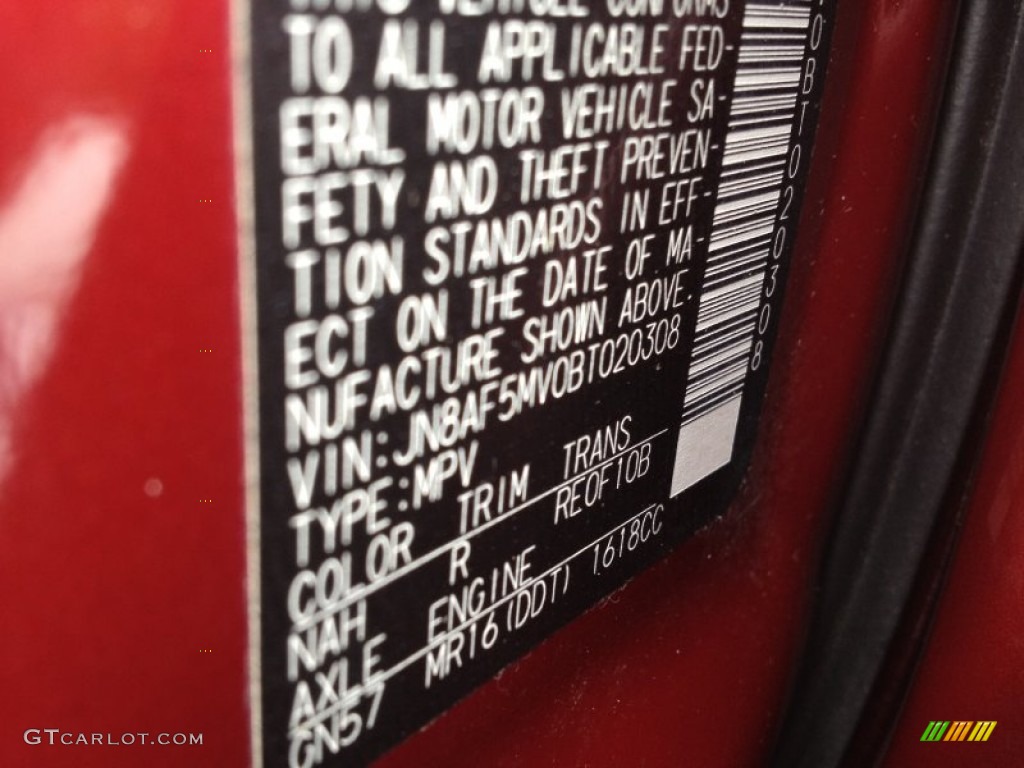 VEHICLE CONFORMS
TO ALL APPLICABLE FED-
ERAL MOTOR VEHICLE SA-
FETY AND THEFT PREVEN-
TION STANDARDS IN EFF-
ECT ON THE DATE OF MA-
NUFACTURE SHOWN ABOVE.
VIN:JN8AF5MV0BT020308
TYPE:MPV
COLOR TRIM TRANS
NAH R RE0F10B
AXLE ENGINE
GN57 MR16(DDT) 1618CC
0BT020308
GTCARLOT.COM